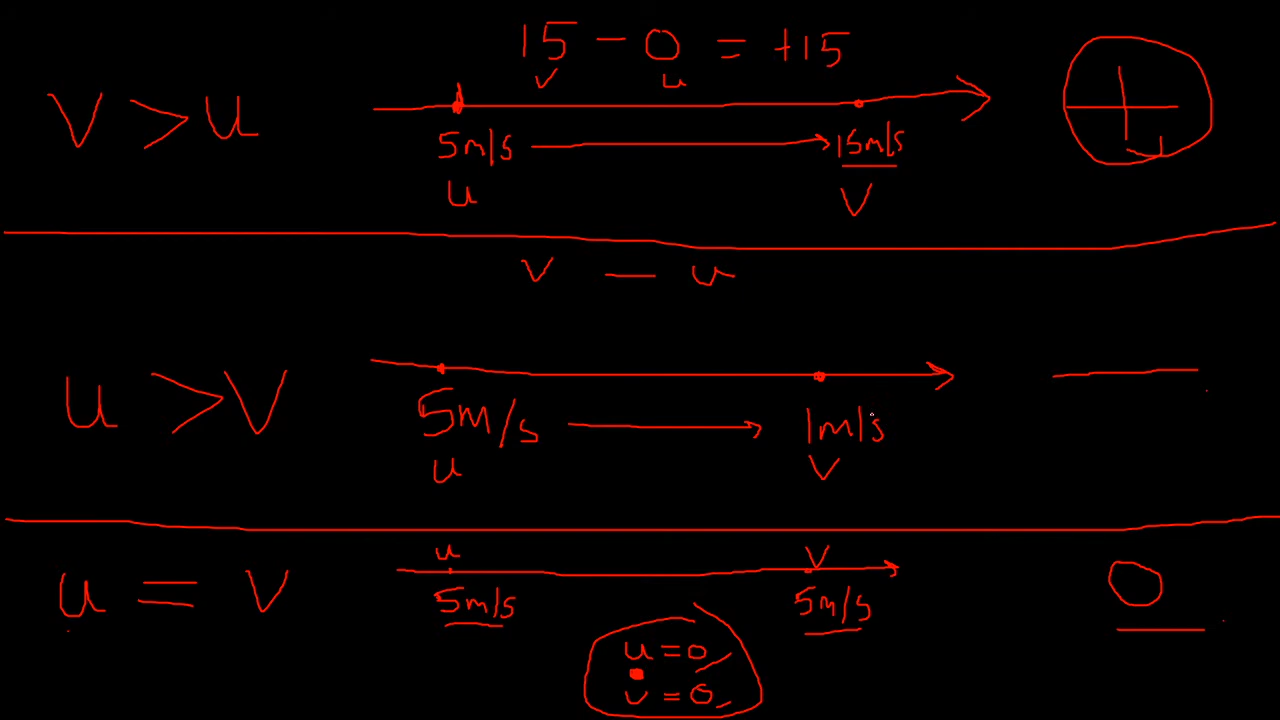 15 - 0 = +15
v u
v > u
+
5m/s 15m/s
u v
v - u
u > v
-
5m/s 1m/s
u v
u v
u = v
0
5m/s 5m/s
u = 0
v = 0